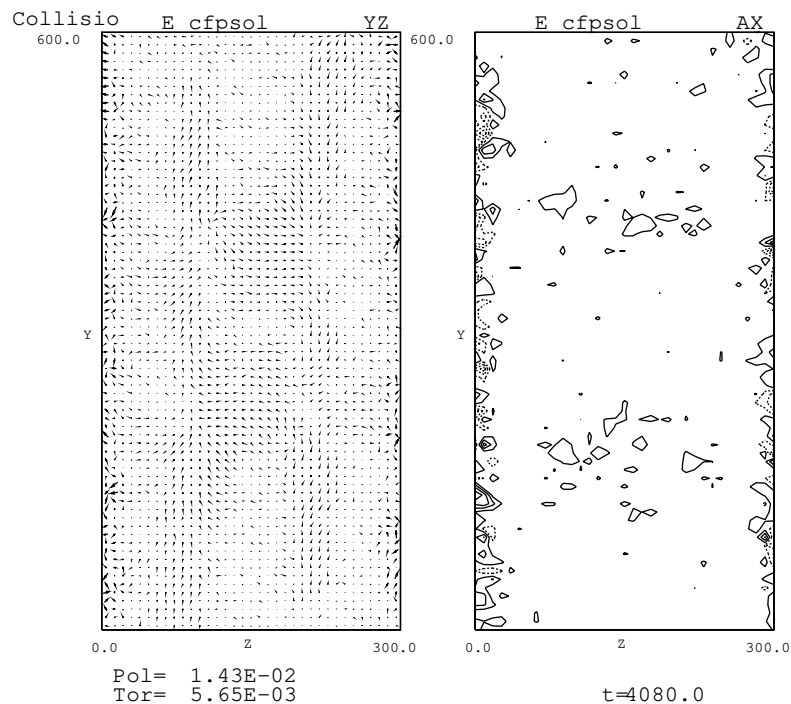 Collisio E cfpsol YZ E cfpsol AX
600.0 600.0
Y Y
0.0 Z 300.0 0.0 Z 300.0
Pol= 1.43E-02
Tor= 5.65E-03 t=4080.0